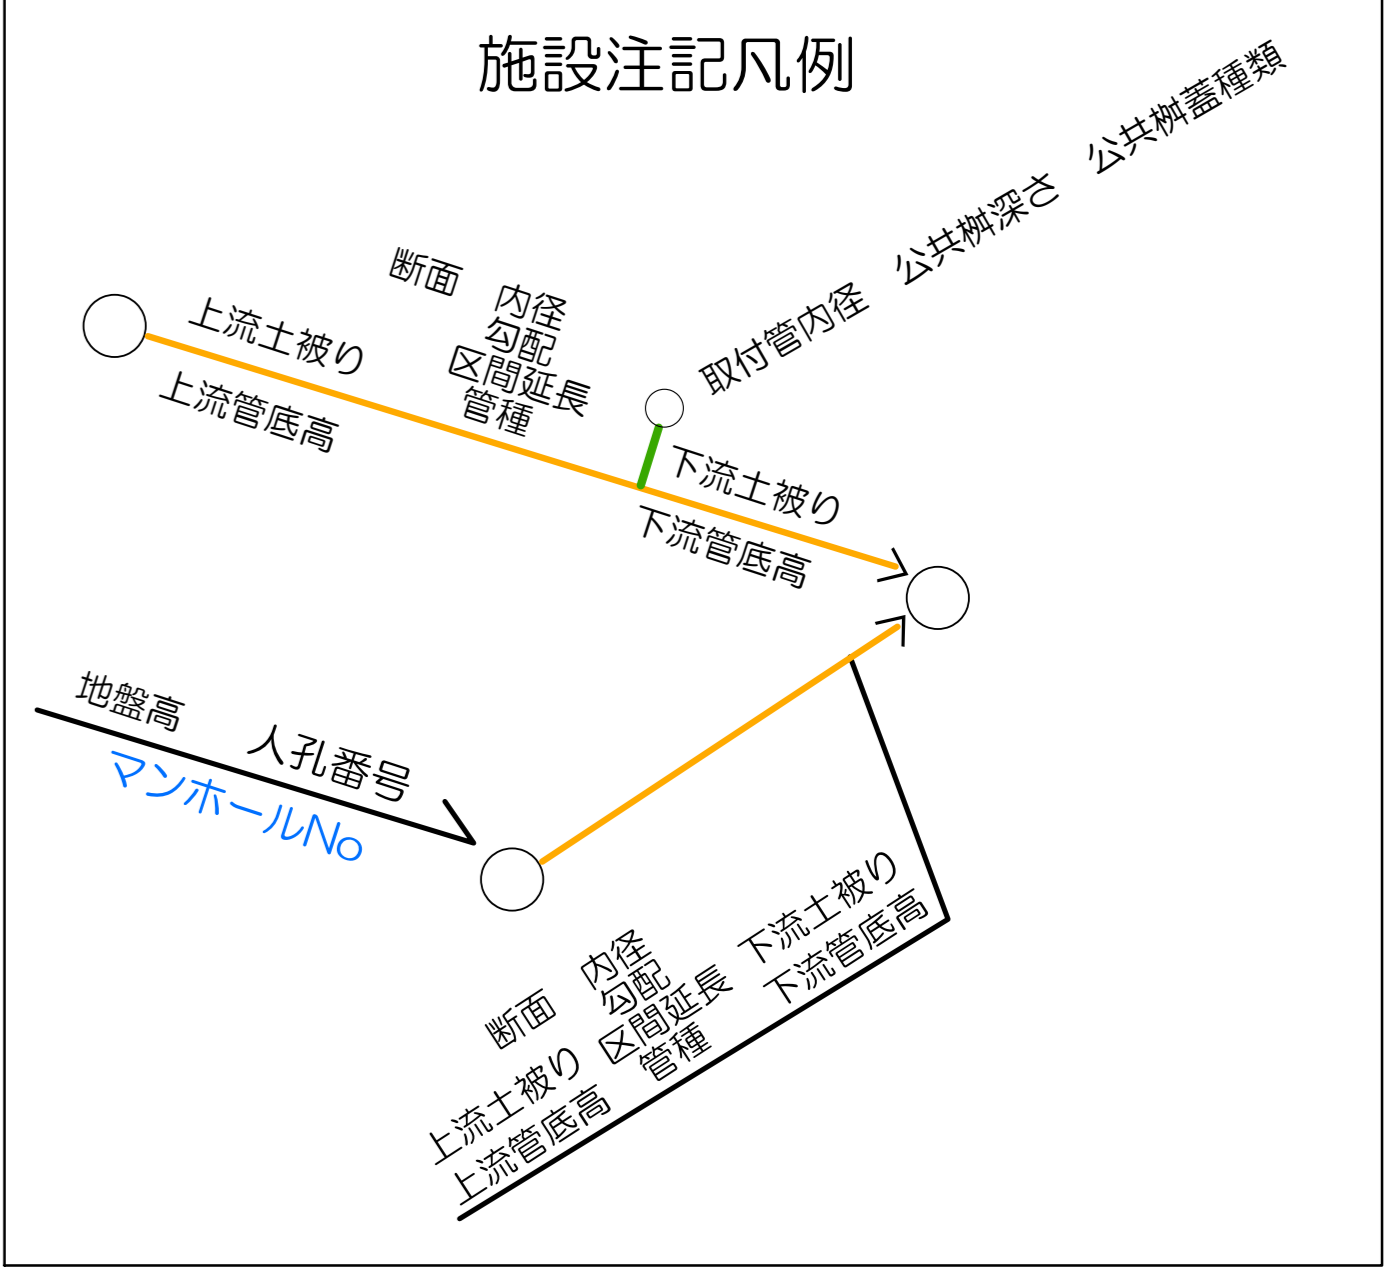 施設注記凡例
取付管内径　公共桝深さ　公共桝蓋種類
断面　内径
勾配
区間延長
管種
上流土被り
上流管底高
下流土被り
下流管底高
地盤高　人孔番号
マンホールNo
断面　内径
勾配
区間延長
管種
上流土被り
上流管底高
下流土被り
下流管底高